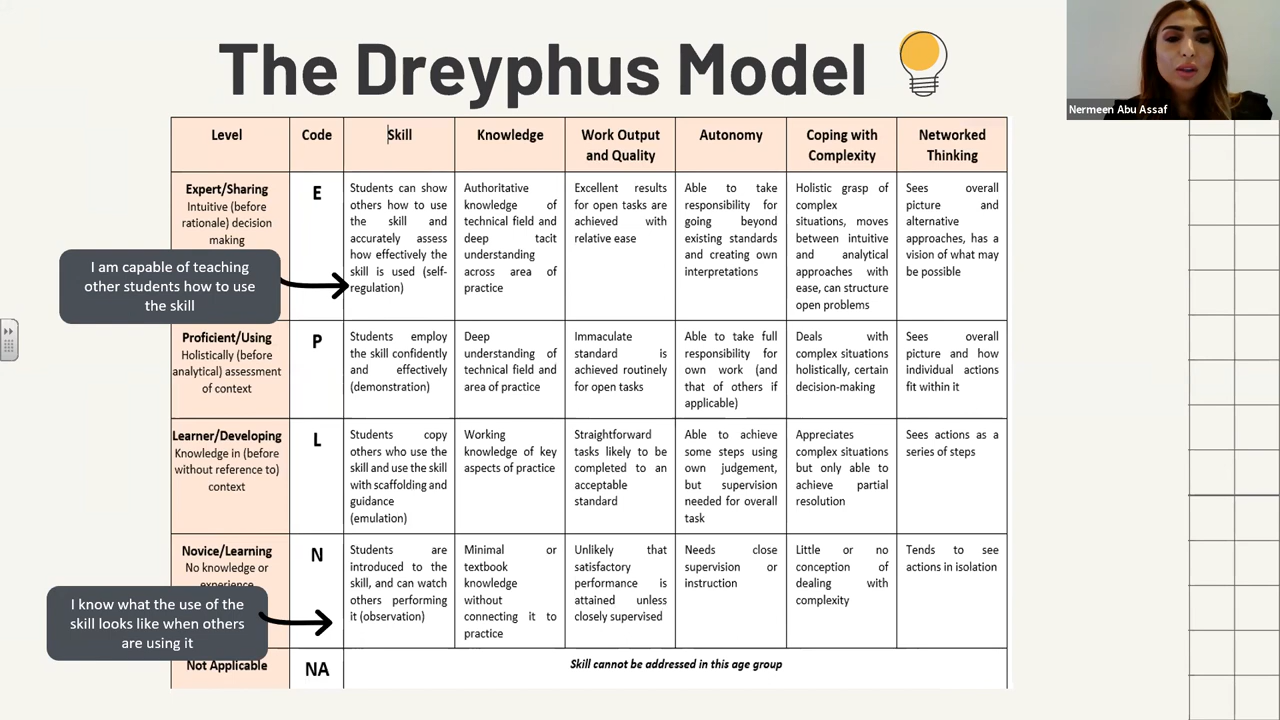 The Dreyphus Model
Nermeen Abu Assaf
Level
Code
Skill
Knowledge
Work Output
and Quality
Autonomy
Coping with
Complexity
Networked
Thinking
Expert/Sharing
Intuitive (before
rationale) decision
making
E
Students can show
others how to use
the skill and
accurately assess
how effectively the
skill is used (self-
regulation)
Authoritative
knowledge of
technical field and
deep tacit
understanding
across area of
practice
Excellent results
for open tasks are
achieved with
relative ease
Able to take
responsibility for
going beyond
existing standards
and creating own
interpretations
Holistic grasp of
complex
situations, moves
between intuitive
and analytical
approaches with
ease, can structure
open problems
Sees overall
picture and
alternative
approaches, has a
vision of what may
be possible
I am capable of teaching
other students how to use
the skill
Proficient/Using
Holistically (before
analytical) assessment
of context
P
Students employ
the skill confidently
and effectively
(demonstration)
Deep
understanding of
technical field and
area of practice
Immaculate
standard is
achieved routinely
for open tasks
Able to take full
responsibility for
own work (and
that of others if
applicable)
Deals with
complex situations
holistically, certain
decision-making
Sees overall
picture and how
individual actions
fit within it
Learner/Developing
Knowledge in (before
without reference to)
context
L
Students copy
others who use the
skill and use the skill
with scaffolding and
guidance
(emulation)
Working
knowledge of key
aspects of practice
Straightforward
tasks likely to be
completed to an
acceptable
standard
Able to achieve
some steps using
own judgement,
but supervision
needed for overall
task
Appreciates
complex situations
but only able to
achieve partial
resolution
Sees actions as a
series of steps
Novice/Learning
No knowledge or
experience
N
Students are
introduced to the
skill, and can watch
others performing
it (observation)
Minimal or
textbook
knowledge
without
connecting it to
practice
Unlikely that
satisfactory
performance is
attained unless
closely supervised
Needs close
supervision or
instruction
Little or no
conception of
dealing with
complexity
Tends to see
actions in isolation
I know what the use of the
skill looks like when others
are using it
Not Applicable
NA
Skill cannot be addressed in this age group